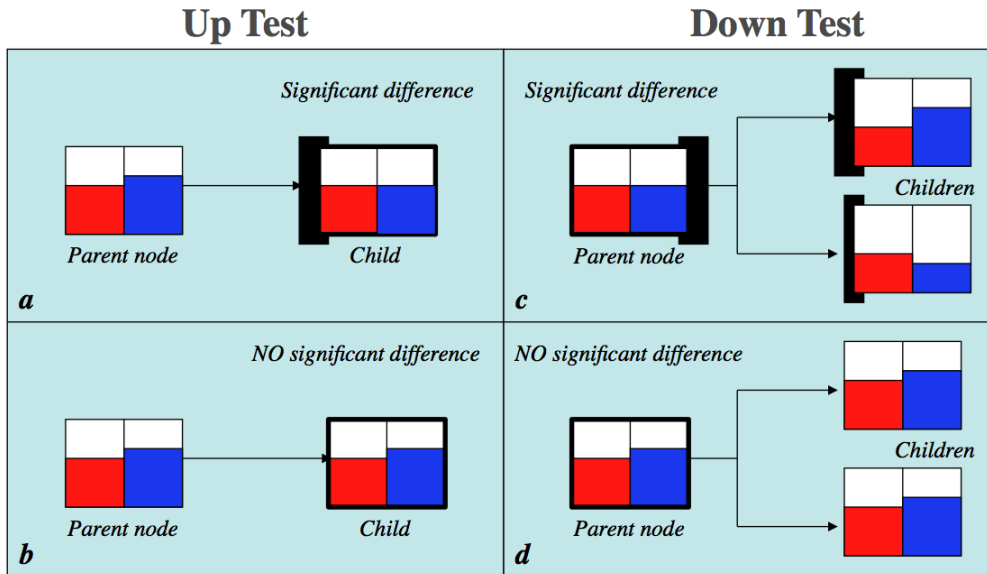 Up Test
Down Test
Significant difference
Parent node
Child
a
Significant difference
Parent node
Children
c
NO significant difference
Parent node
Child
b
NO significant difference
Parent node
Children
d